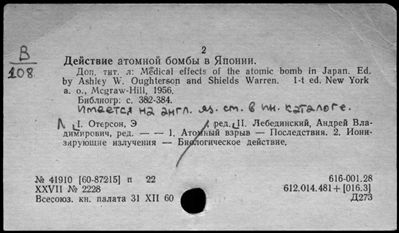 2
В
108
Действие атомной бомбы в Японии.
Доп. тит. л: Medical effects of the atomic bomb in Japan. Ed.
by Ashley W. Oughterson and Shields Warren. 1-t ed. New York
a. o., Mcgraw-Hill, 1956.
Библиогр: с. 382-384.
Имеется на англ. яз. см. в ин. каталоге.
I. Отерсон, Э , ред. II. Лебединский, Андрей Вла-
димирович, ред. — — 1. Атомный взрыв — Последствия. 2. Иони-
зирующие излучения — Биологическое действие.
№ 41910 [60-87215] п 22
616-001.28
XXVII № 2228
612.014.481+[016.3]
Всесоюз. кн. палата 31 XII 60
Д273